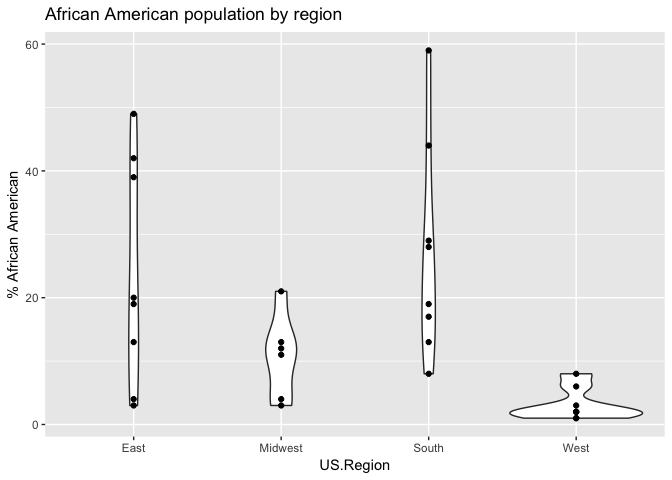 African American population by region
% African American
60
40
20
0
East
Midwest
South
West
US.Region